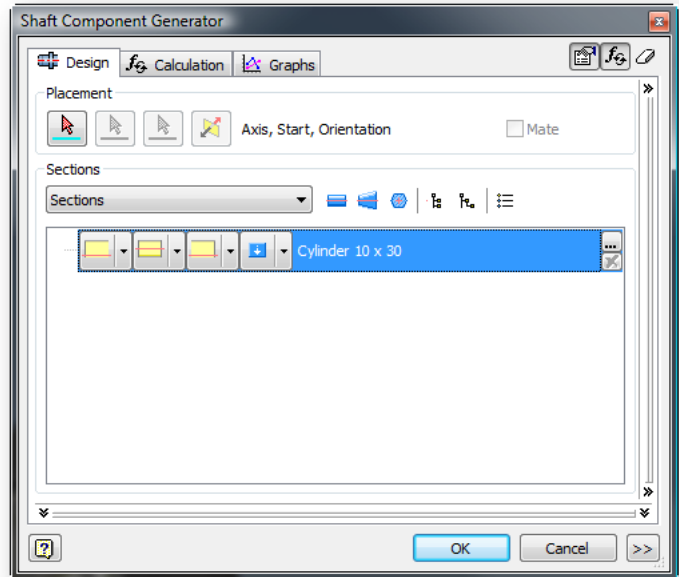 Shaft Component Generator
Design
Calculation
Graphs
Placement
Axis, Start, Orientation
Mate
Sections
Sections
Cylinder 10 x 30
...
OK
Cancel
>>